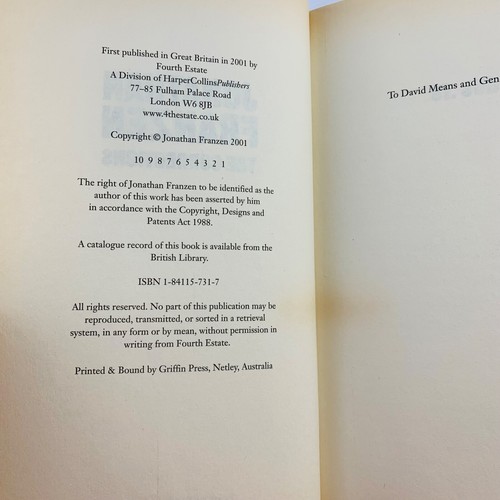 First published in Great Britain in 2001 by
Fourth Estate
A Division of HarperCollinsPublishers
77–85 Fulham Palace Road
London W6 8JB
www.4thestate.co.uk
Copyright © Jonathan Franzen 2001
10 9 8 7 6 5 4 3 2 1
The right of Jonathan Franzen to be identified as the
author of this work has been asserted by him
in accordance with the Copyright, Designs and
Patents Act 1988.
A catalogue record of this book is available from the
British Library.
ISBN 1-84115-731-7
All rights reserved. No part of this publication may be
reproduced, transmitted, or sorted in a retrieval
system, in any form or by mean, without permission in
writing from Fourth Estate.
Printed & Bound by Griffin Press, Netley, Australia
To David Means and Gen